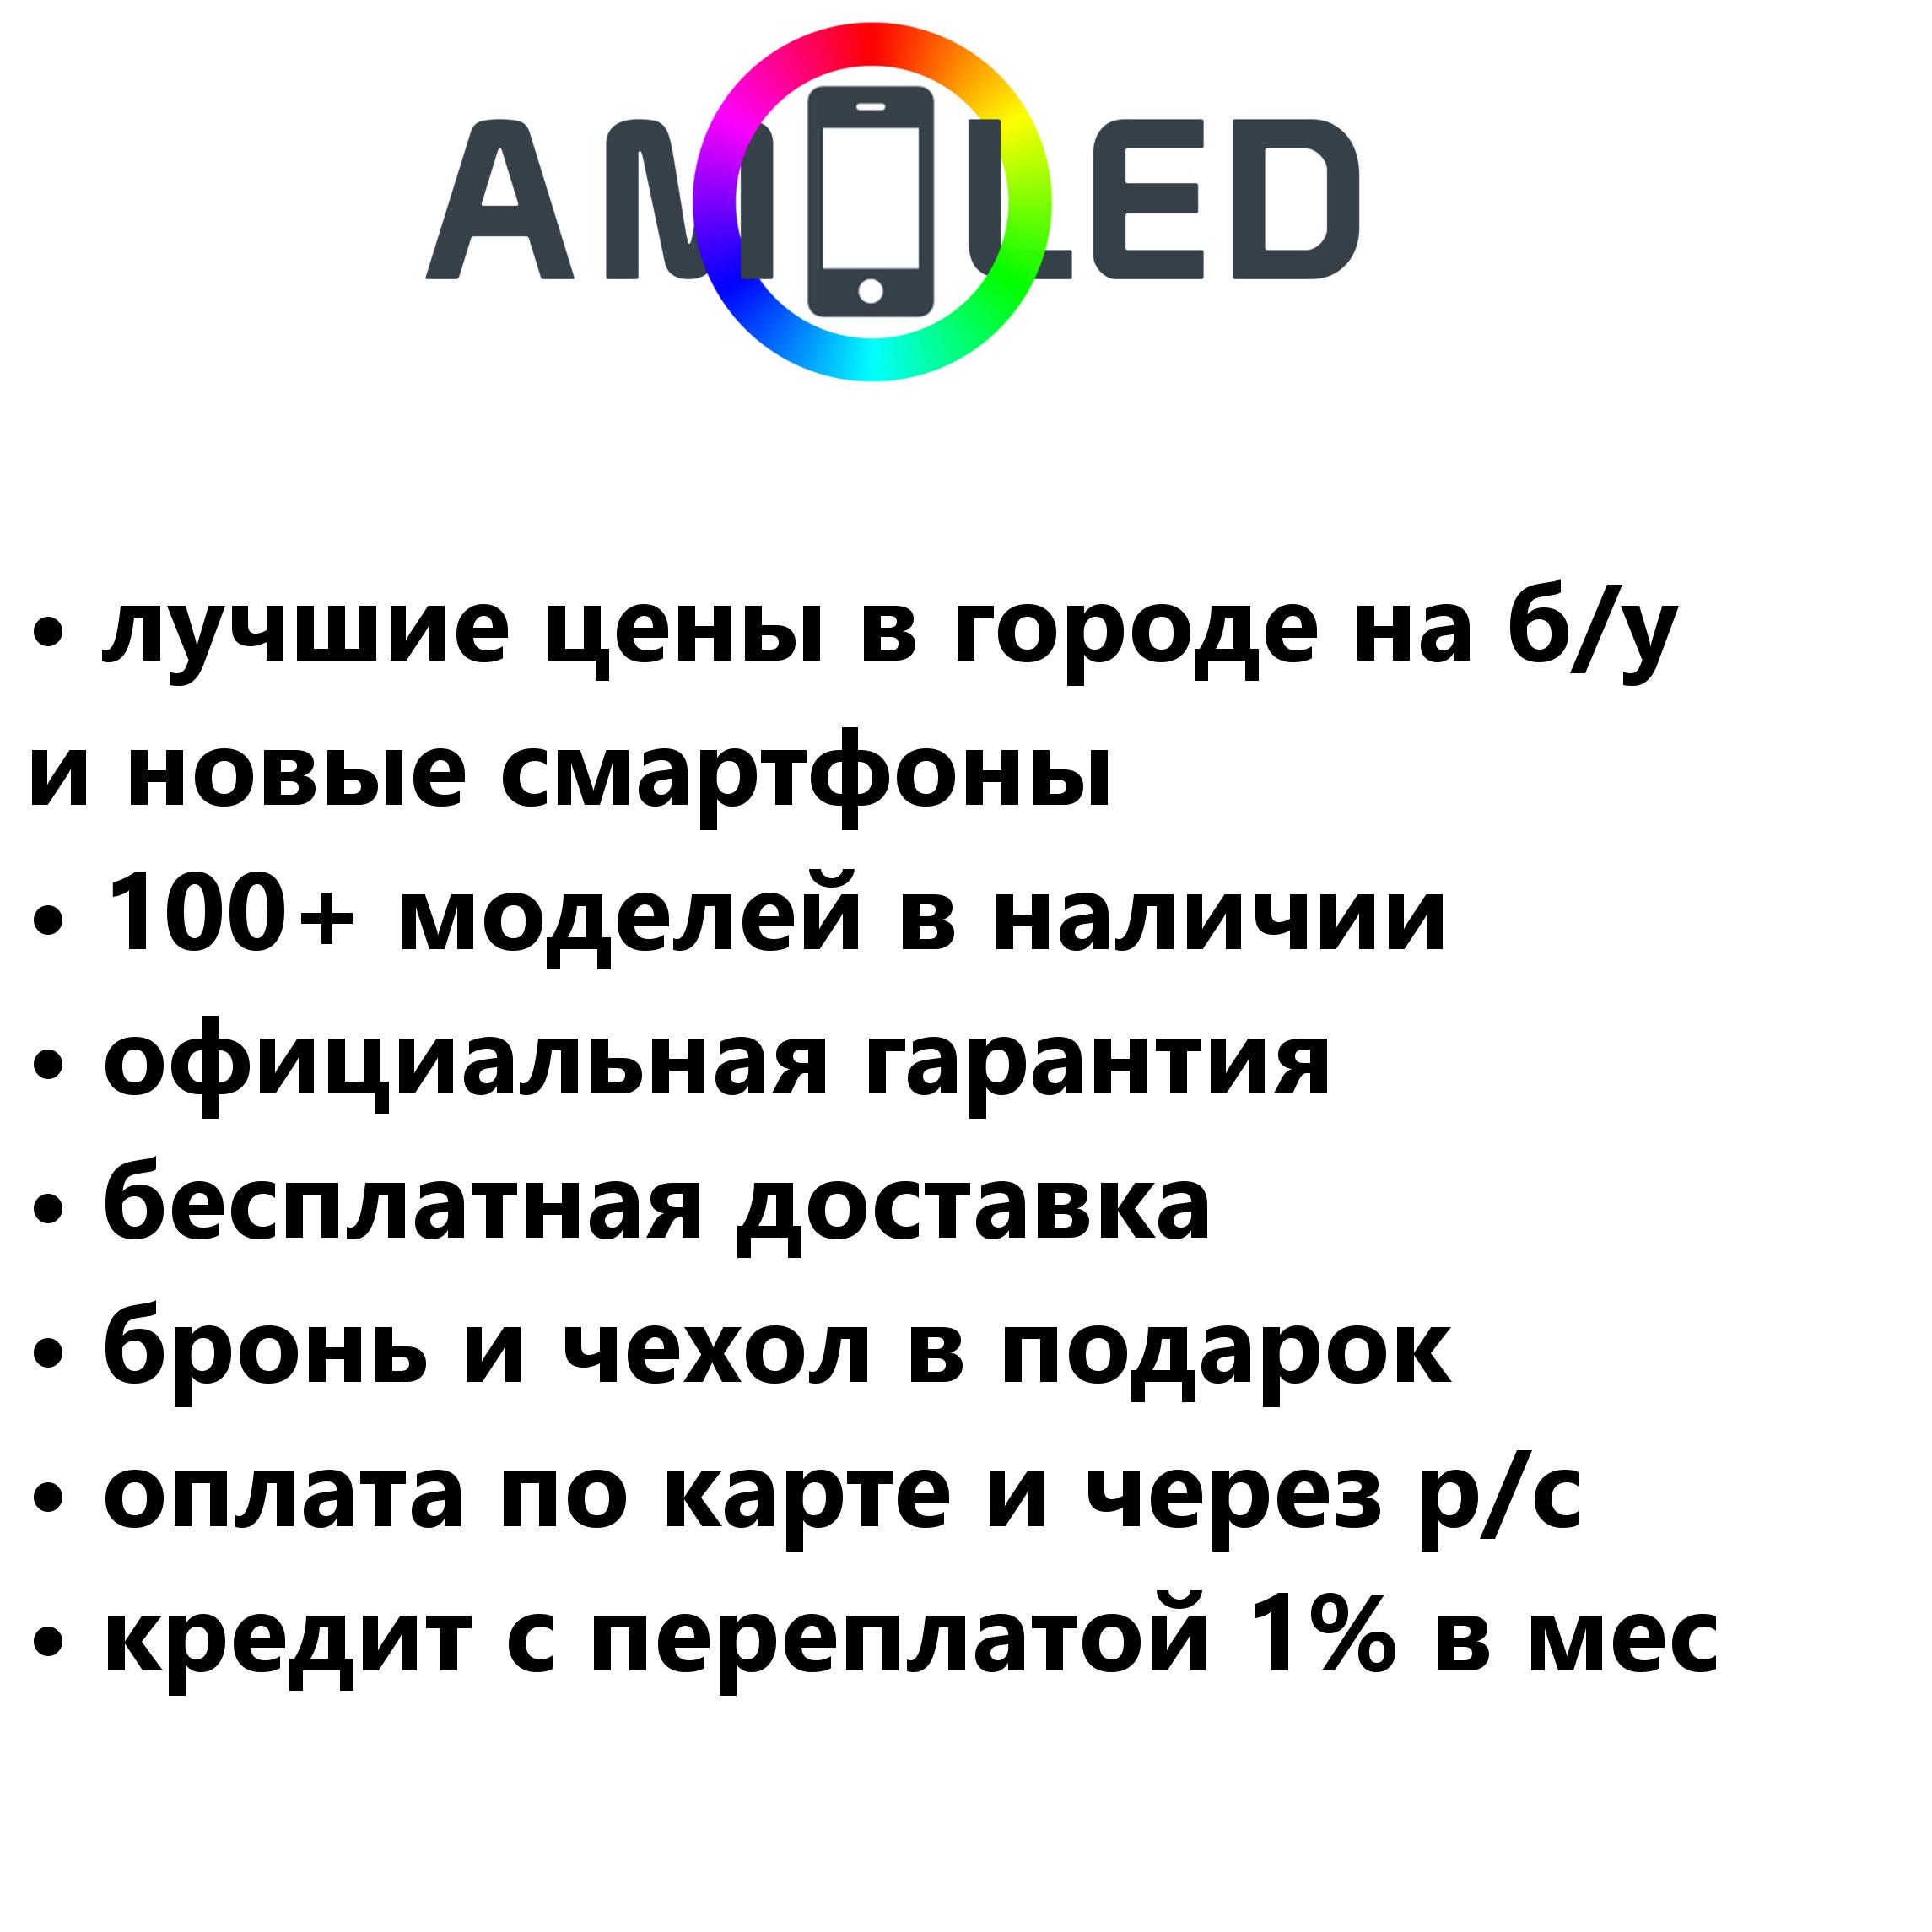 AMOLED
• лучшие цены в городе на б/у
и новые смартфоны
• 100+ моделей в наличии
• официальная гарантия
• бесплатная доставка
• бронь и чехол в подарок
• оплата по карте и через р/с
• кредит с переплатой 1% в мес